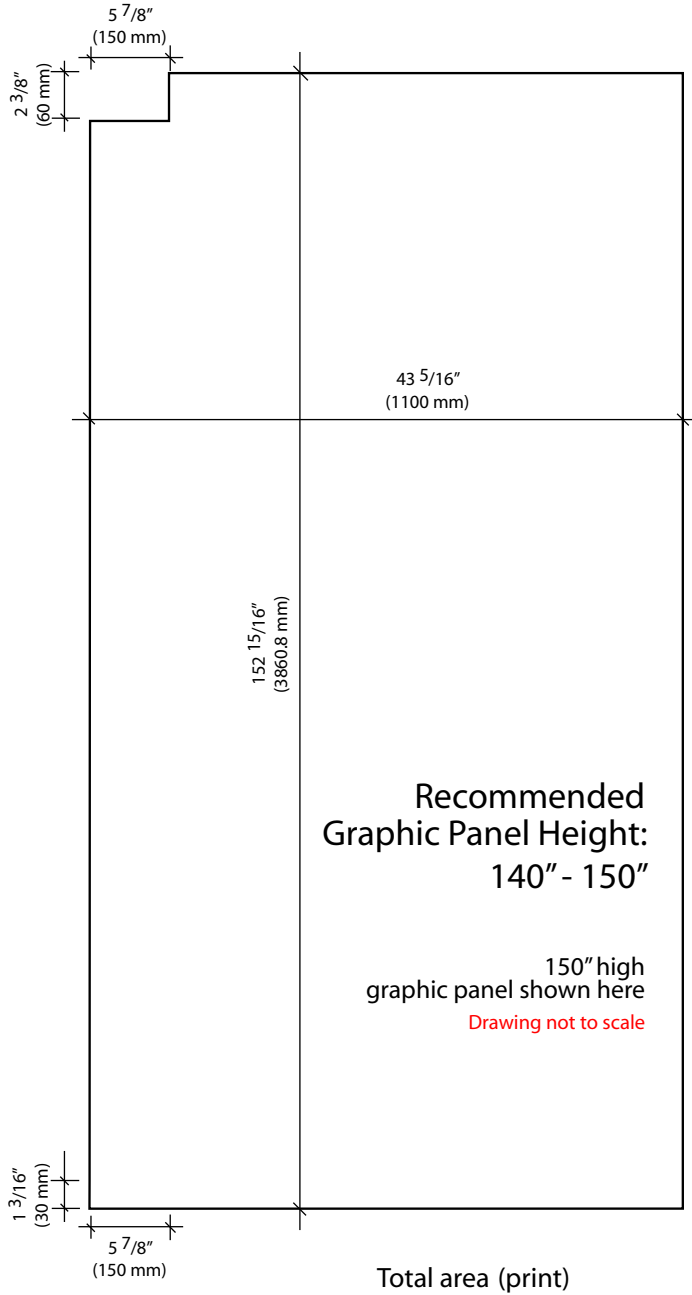 5 7/8”
(150 mm)
2 3/8”
(60 mm)
43 5/16”
(1100 mm)
152 15/16”
(3860.8 mm)
Recommended
Graphic Panel Height:
140” - 150”
150” high
graphic panel shown here
Drawing not to scale
1 3/16”
(30 mm)
5 7/8”
(150 mm)
Total area (print)